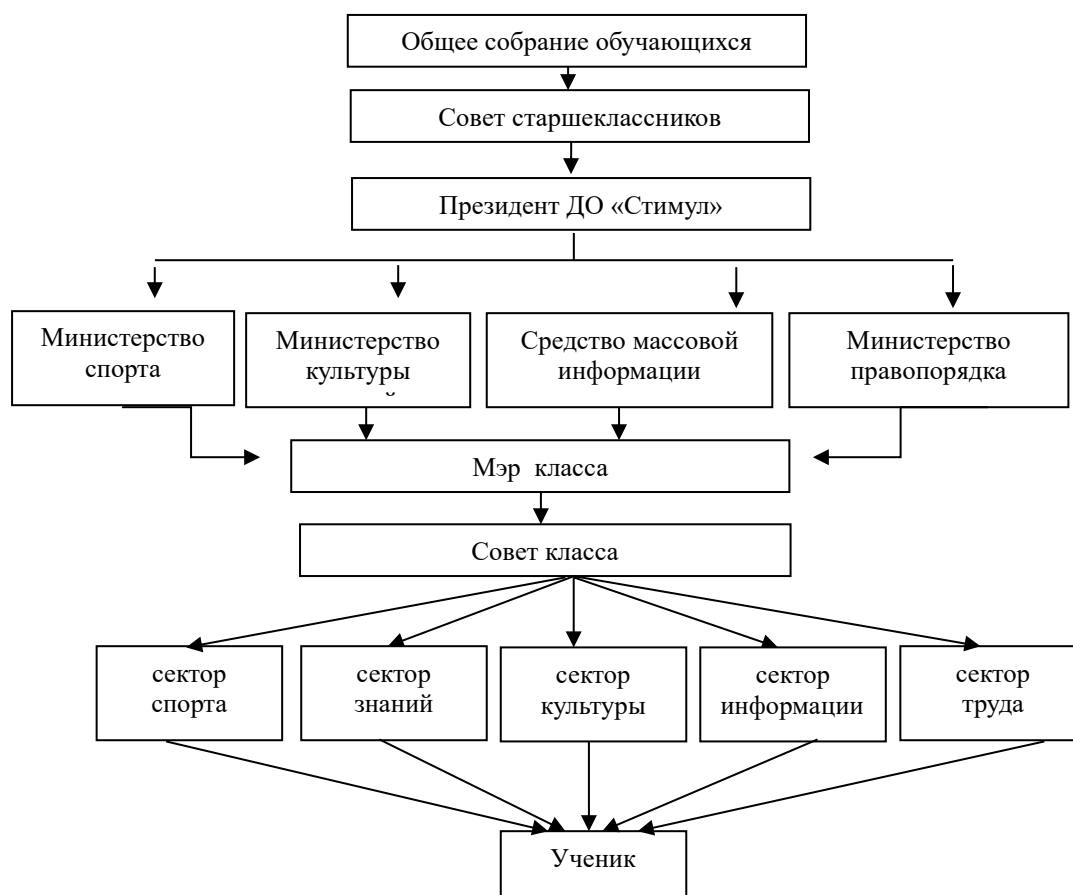 Общее собрание обучающихся
Совет старшеклассников
Президент ДО «Стимул»
Министерство
спорта
Министерство
культуры
Средство массовой
информации
Министерство
правопорядка
Мэр класса
Совет класса
сектор
спорта
сектор
знаний
сектор
культуры
сектор
информации
сектор
труда
Ученик